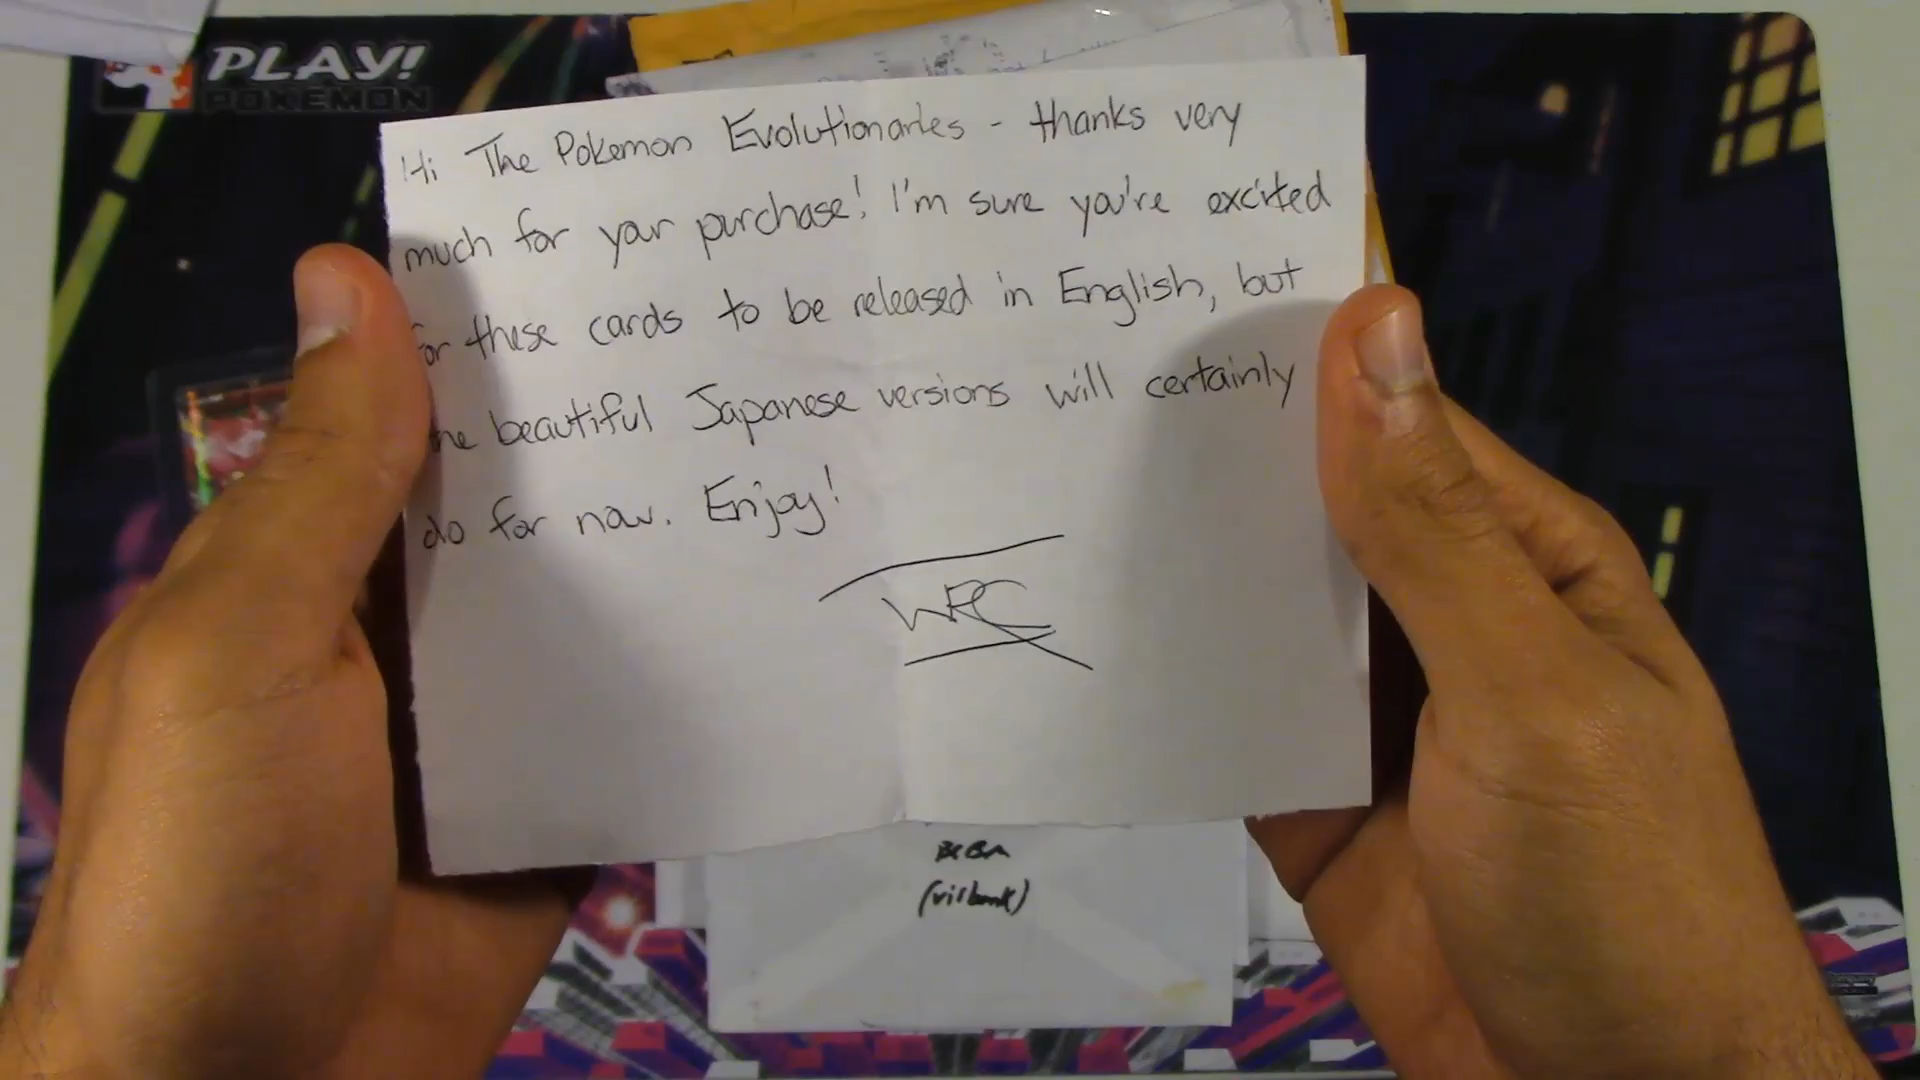 PLAY!
POKEMON
Hi The Pokemon Evolutionaries - thanks very
much for your purchase! I'm sure you're excited
for these cards to be released in English, but
the beautiful Japanese versions will certainly
do for now. Enjoy!
WPC